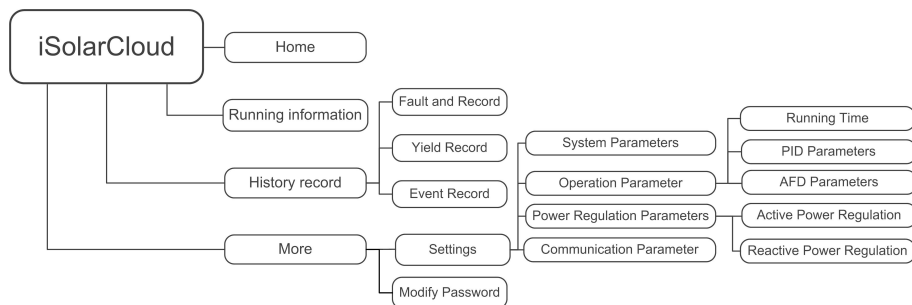 iSolarCloud
Home
Running information
History record
Fault and Record
Yield Record
Event Record
More
Settings
Modify Password
System Parameters
Operation Parameter
Power Regulation Parameters
Communication Parameter
Running Time
PID Parameters
AFD Parameters
Active Power Regulation
Reactive Power Regulation